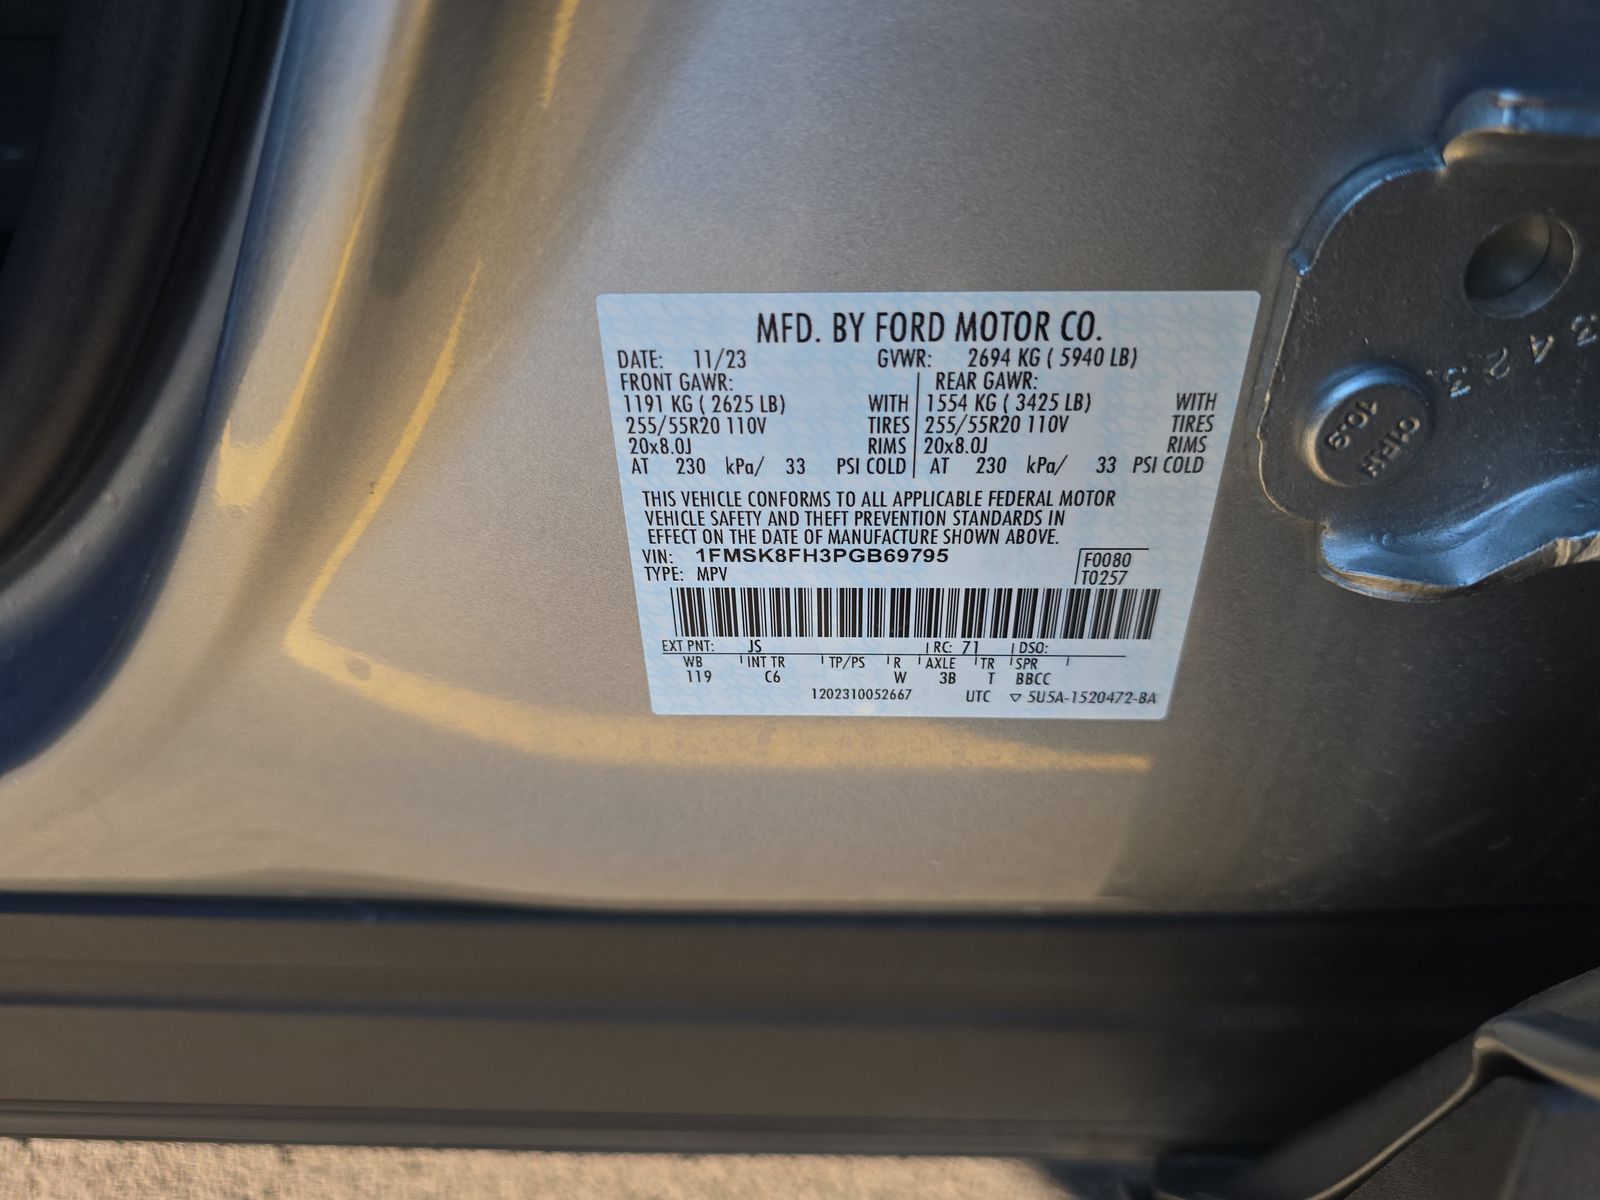 MFD. BY FORD MOTOR CO.
DATE: 11/23 GVWR: 2694 KG ( 5940 LB)
FRONT GAWR: REAR GAWR:
1191 KG ( 2625 LB) WITH 1554 KG ( 3425 LB) WITH
255/55R20 110V TIRES 255/55R20 110V TIRES
20x8.0J RIMS 20x8.0J RIMS
AT 230 kPa/ 33 PSI COLD AT 230 kPa/ 33 PSI COLD
THIS VEHICLE CONFORMS TO ALL APPLICABLE FEDERAL MOTOR
VEHICLE SAFETY AND THEFT PREVENTION STANDARDS IN
EFFECT ON THE DATE OF MANUFACTURE SHOWN ABOVE.
VIN: 1FMSK8FH3PGB69795 F0080
TYPE: MPV T0257
EXT PNT: JS RC: 71 DSO:
WB INT TR TP/PS R AXLE TR SPR
119 C6 W 3B T BBCC
1202310052667 UTC ▽ 5U5A-1520472-BA
3423
01RH
10.9